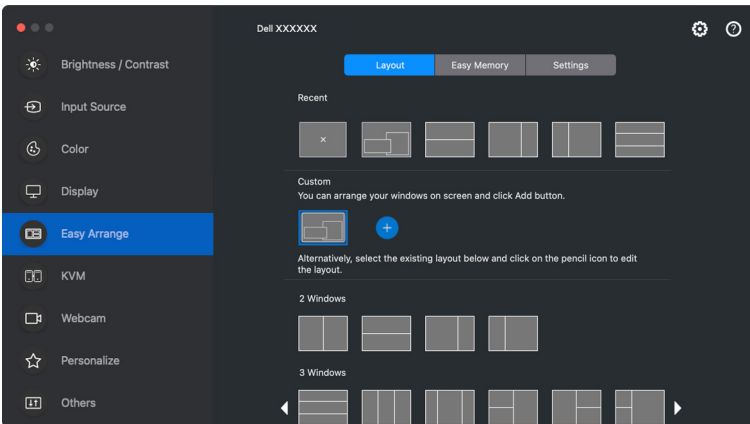 Dell XXXXXX
Brightness / Contrast
Input Source
Color
Display
Easy Arrange
KVM
Webcam
Personalize
Others
Layout
Easy Memory
Settings
Recent
Custom
You can arrange your windows on screen and click Add button.
Alternatively, select the existing layout below and click on the pencil icon to edit
the layout.
2 Windows
3 Windows